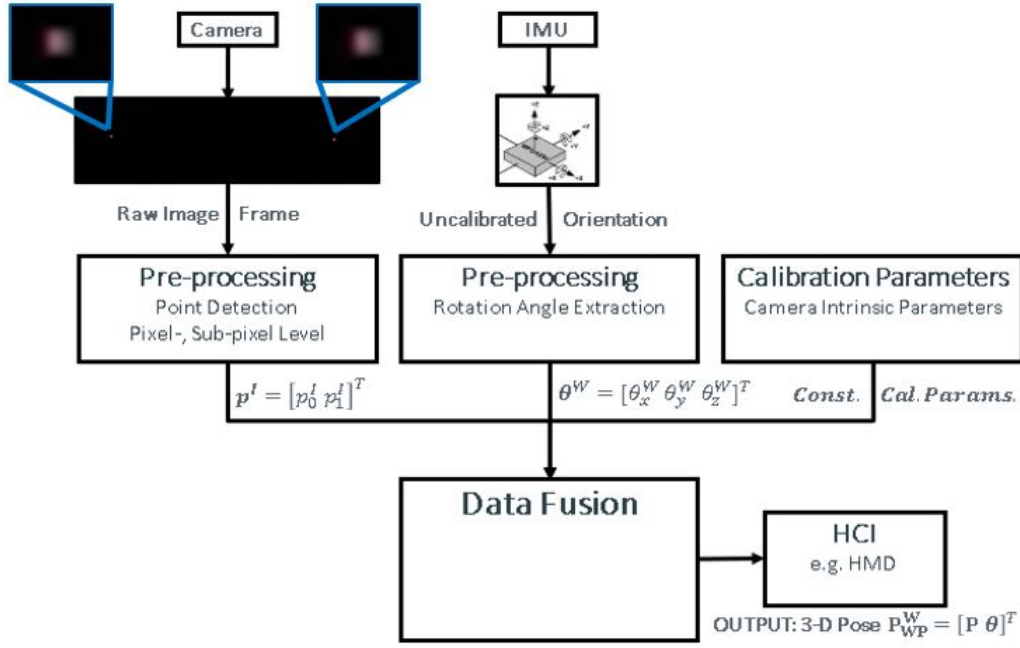 Camera
IMU
Raw Image Frame
Uncalibrated Orientation
Pre-processing
Point Detection
Pixel-, Sub-pixel Level
Pre-processing
Rotation Angle Extraction
Calibration Parameters
Camera Intrinsic Parameters
p^I = [p_0^I p_1^I]^T
θ^W = [θ_x^W θ_y^W θ_z^W]^T
Const. Cal. Params.
Data Fusion
HCI
e.g. HMD
OUTPUT: 3-D Pose P_WP^W = [P θ]^T